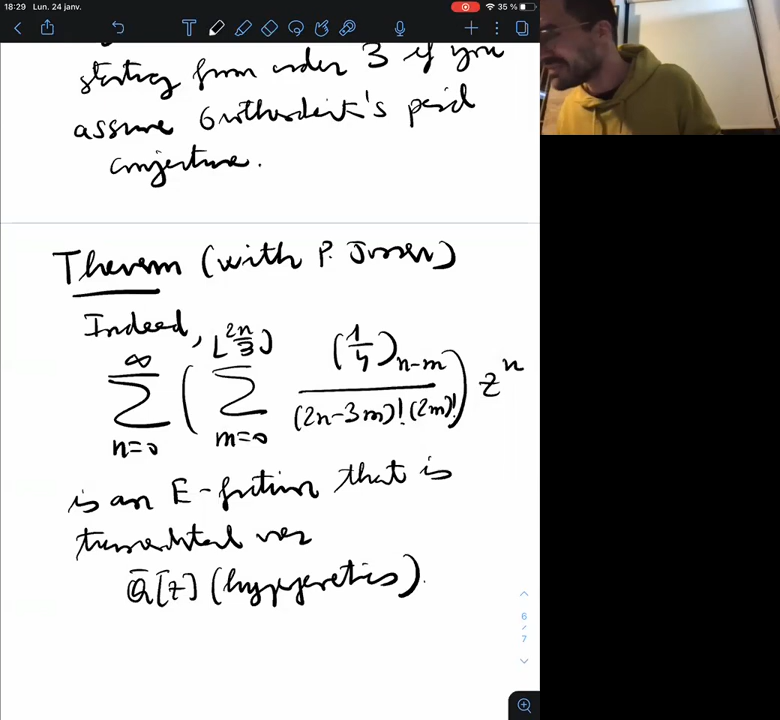 18:29 Lun. 24 janv.
35 %
starting from order 3 if you
assume Grothendieck's period
conjecture.
Theorem (with P. Jossen)
Indeed,
∑_{n=0}^{∞} ( ∑_{m=0}^{⌊2n/3⌋} (1/4)_{n-m} / ((2n-3m)! (2m)!) ) z^n
is an E-function that is
transcendental over
Q̄[z] (hypergeometrics).
6
/
7